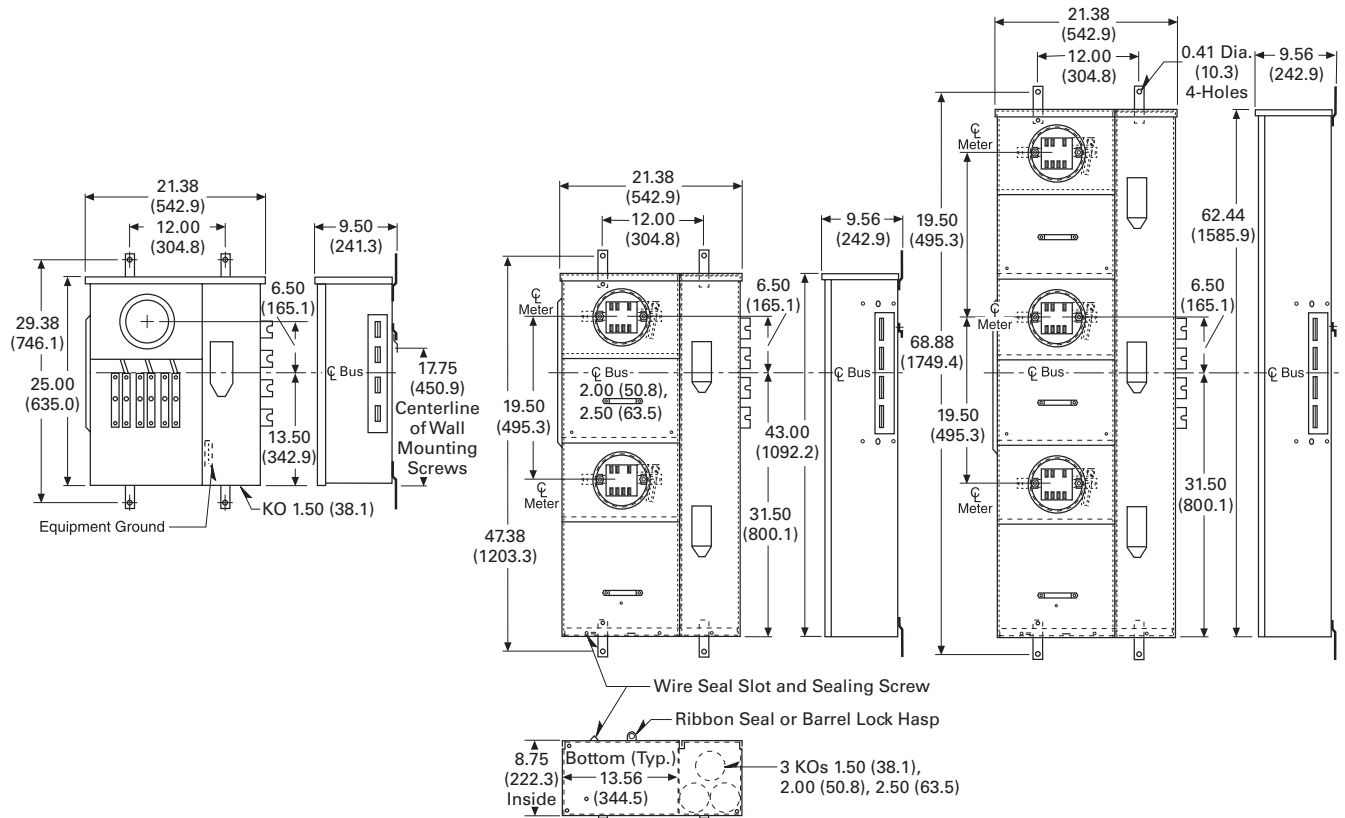 21.38
(542.9)
12.00
(304.8)
9.50
(241.3)
6.50
(165.1)
29.38
(746.1)
25.00
(635.0)
℄ Bus
17.75
(450.9)
Centerline
of Wall
Mounting
Screws
13.50
(342.9)
KO 1.50 (38.1)
Equipment Ground
21.38
(542.9)
12.00
(304.8)
9.56
(242.9)
℄
Meter
6.50
(165.1)
℄ Bus
2.00 (50.8),
2.50 (63.5)
℄ Bus
19.50
(495.3)
43.00
(1092.2)
℄
Meter
31.50
(800.1)
47.38
(1203.3)
21.38
(542.9)
12.00
(304.8)
0.41 Dia.
(10.3)
4-Holes
9.56
(242.9)
℄
Meter
19.50
(495.3)
62.44
(1585.9)
℄
Meter
6.50
(165.1)
68.88
(1749.4)
℄ Bus
℄ Bus
19.50
(495.3)
℄
Meter
31.50
(800.1)
Wire Seal Slot and Sealing Screw
Ribbon Seal or Barrel Lock Hasp
8.75
(222.3)
Inside
Bottom (Typ.)
13.56
(344.5)
3 KOs 1.50 (38.1),
2.00 (50.8), 2.50 (63.5)